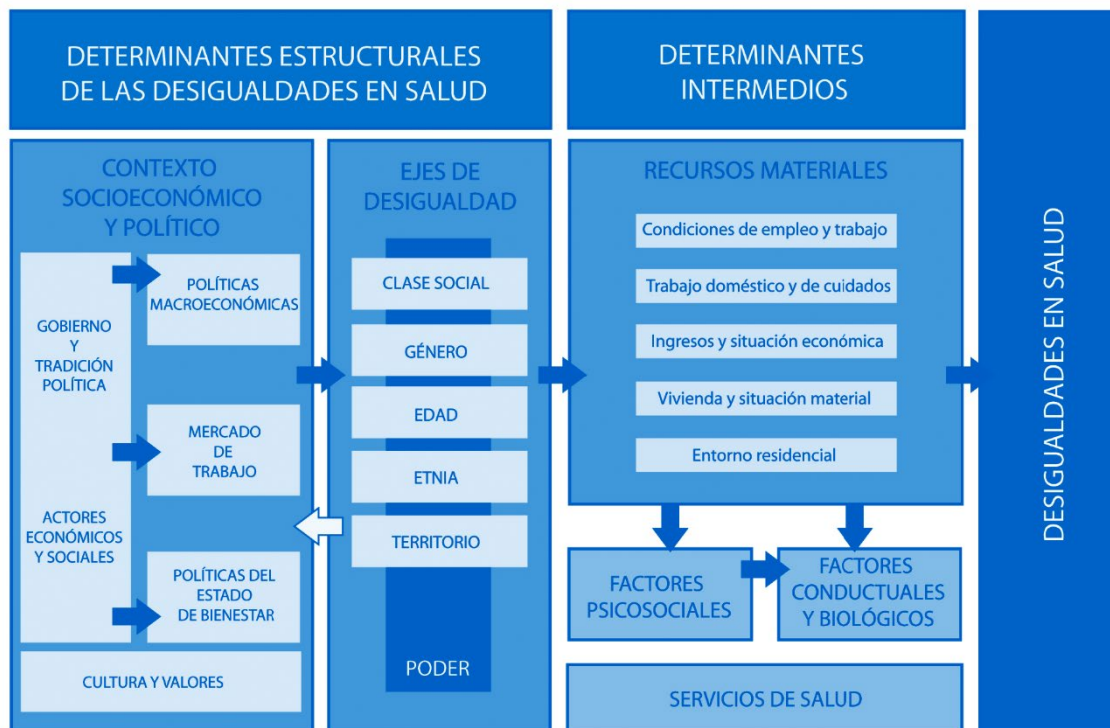 DETERMINANTES ESTRUCTURALES
DE LAS DESIGUALDADES EN SALUD
DETERMINANTES
INTERMEDIOS
CONTEXTO
SOCIOECONÓMICO
Y POLÍTICO
GOBIERNO
Y
TRADICIÓN
POLÍTICA
ACTORES
ECONÓMICOS
Y SOCIALES
POLÍTICAS
MACROECONÓMICAS
MERCADO
DE
TRABAJO
POLÍTICAS DEL
ESTADO
DE BIENESTAR
CULTURA Y VALORES
EJES DE
DESIGUALDAD
CLASE SOCIAL
GÉNERO
EDAD
ETNIA
TERRITORIO
PODER
RECURSOS MATERIALES
Condiciones de empleo y trabajo
Trabajo doméstico y de cuidados
Ingresos y situación económica
Vivienda y situación material
Entorno residencial
FACTORES
PSICOSOCIALES
FACTORES
CONDUCTUALES
Y BIOLÓGICOS
SERVICIOS DE SALUD
DESIGUALDADES EN SALUD